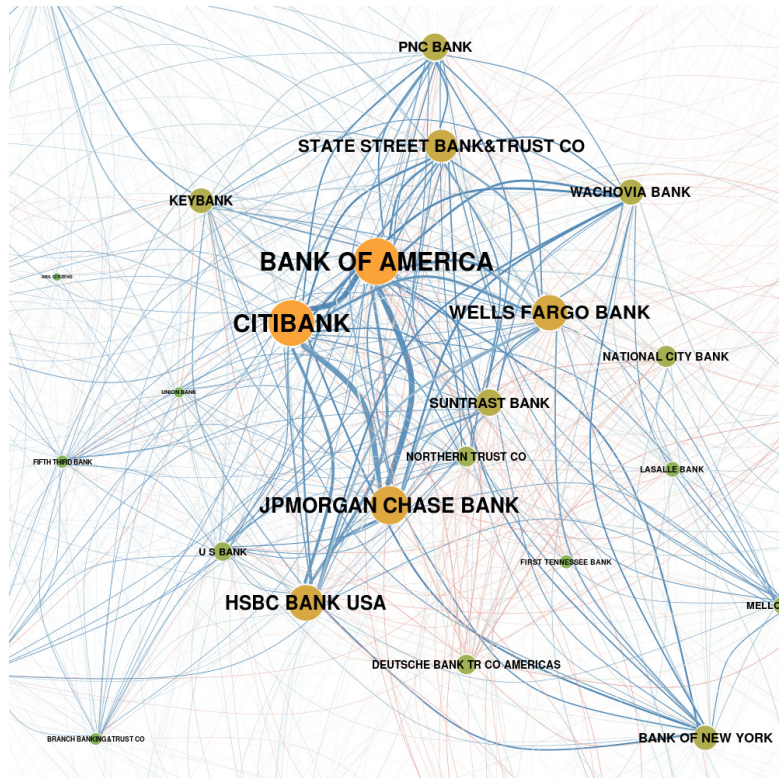 PNC BANK
STATE STREET BANK&TRUST CO
WACHOVIA BANK
KEYBANK
BANK OF AMERICA
RBS CITIZENS
WELLS FARGO BANK
CITIBANK
NATIONAL CITY BANK
UNION BANK
SUNTRAST BANK
NORTHERN TRUST CO
FIFTH THIRD BANK
LASALLE BANK
JPMORGAN CHASE BANK
U S BANK
FIRST TENNESSEE BANK
HSBC BANK USA
DEUTSCHE BANK TR CO AMERICAS
BANK OF NEW YORK
BRANCH BANKING&TRUST CO